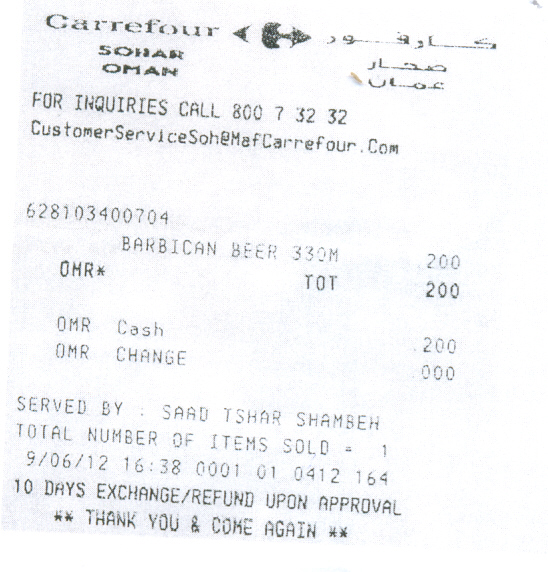 Carrefour كارفور
SOHAR صحار
OMAN عمان
FOR INQUIRIES CALL 800 7 32 32
CustomerServiceSoh@MafCarrefour.Com
628103400704
BARBICAN BEER 330M .200
OMR* TOT .200
OMR Cash .200
OMR CHANGE .000
SERVED BY : SAAD TSHAR SHAMBEH
TOTAL NUMBER OF ITEMS SOLD = 1
9/06/12 16:38 0001 01 0412 164
10 DAYS EXCHANGE/REFUND UPON APPROVAL
** THANK YOU & COME AGAIN **